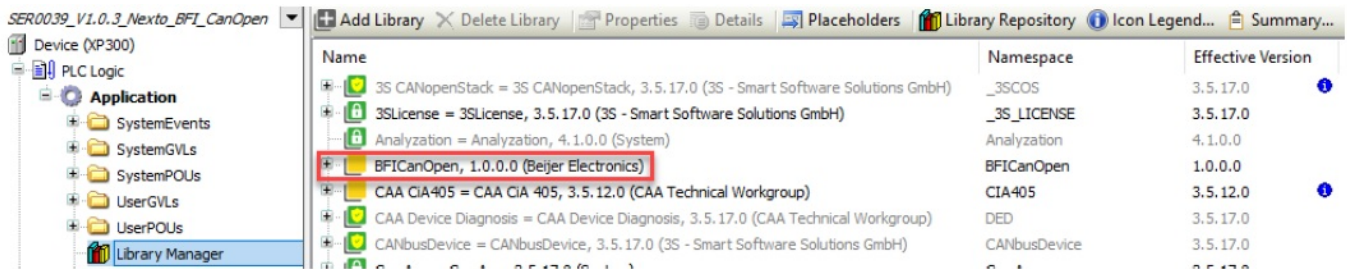 SER0039_V1.0.3_Nexto_BFI_CanOpen
Add Library Delete Library Properties Details Placeholders Library Repository Icon Legend... Summary...
Device (XP300)
PLC Logic
Application
SystemEvents
SystemGVLs
SystemPOUs
UserGVLs
UserPOUs
Library Manager
Name Namespace Effective Version
3S CANopenStack = 3S CANopenStack, 3.5.17.0 (3S - Smart Software Solutions GmbH) _3SCOS 3.5.17.0
3SLicense = 3SLicense, 3.5.17.0 (3S - Smart Software Solutions GmbH) _3S_LICENSE 3.5.17.0
Analyzation = Analyzation, 4.1.0.0 (System) Analyzation 4.1.0.0
BFICanOpen, 1.0.0.0 (Beijer Electronics) BFICanOpen 1.0.0.0
CAA CiA405 = CAA CiA 405, 3.5.12.0 (CAA Technical Workgroup) CIA405 3.5.12.0
CAA Device Diagnosis = CAA Device Diagnosis, 3.5.17.0 (CAA Technical Workgroup) DED 3.5.17.0
CANbusDevice = CANbusDevice, 3.5.17.0 (3S - Smart Software Solutions GmbH) CANbusDevice 3.5.17.0